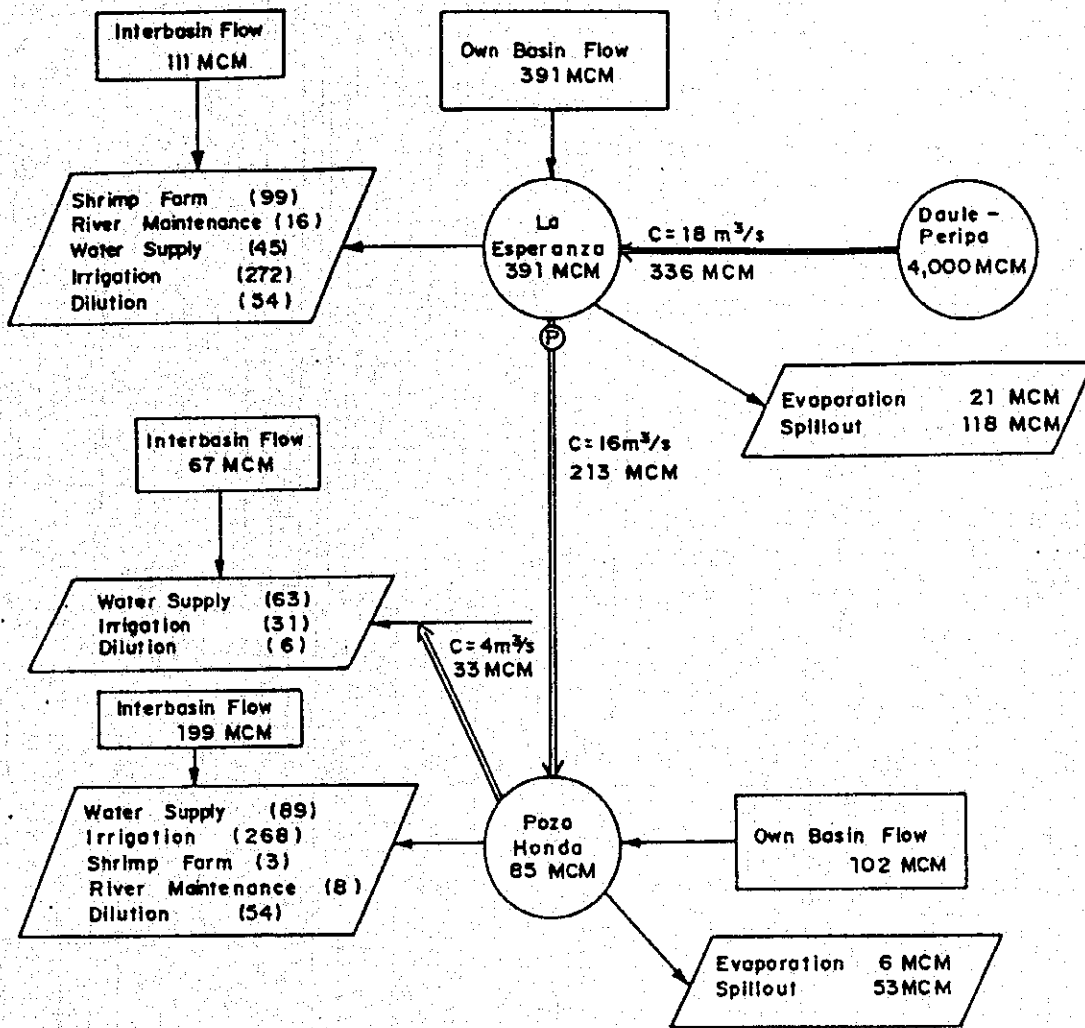 Interbasin Flow
111 MCM
Own Basin Flow
391 MCM
Shrimp Farm (99)
River Maintenance (16)
Water Supply (45)
Irrigation (272)
Dilution (54)
La
Esperanza
391 MCM
C=18 m³/s
336 MCM
Daule-
Peripa
4,000 MCM
P
Evaporation 21 MCM
Spillout 118 MCM
C=16m³/s
213 MCM
Interbasin Flow
67 MCM
Water Supply (63)
Irrigation (31)
Dilution (6)
C=4m³/s
33 MCM
Interbasin Flow
199 MCM
Water Supply (89)
Irrigation (268)
Shrimp Farm (3)
River Maintenance (8)
Dilution (54)
Poza
Honda
85 MCM
Own Basin Flow
102 MCM
Evaporation 6 MCM
Spillout 53MCM